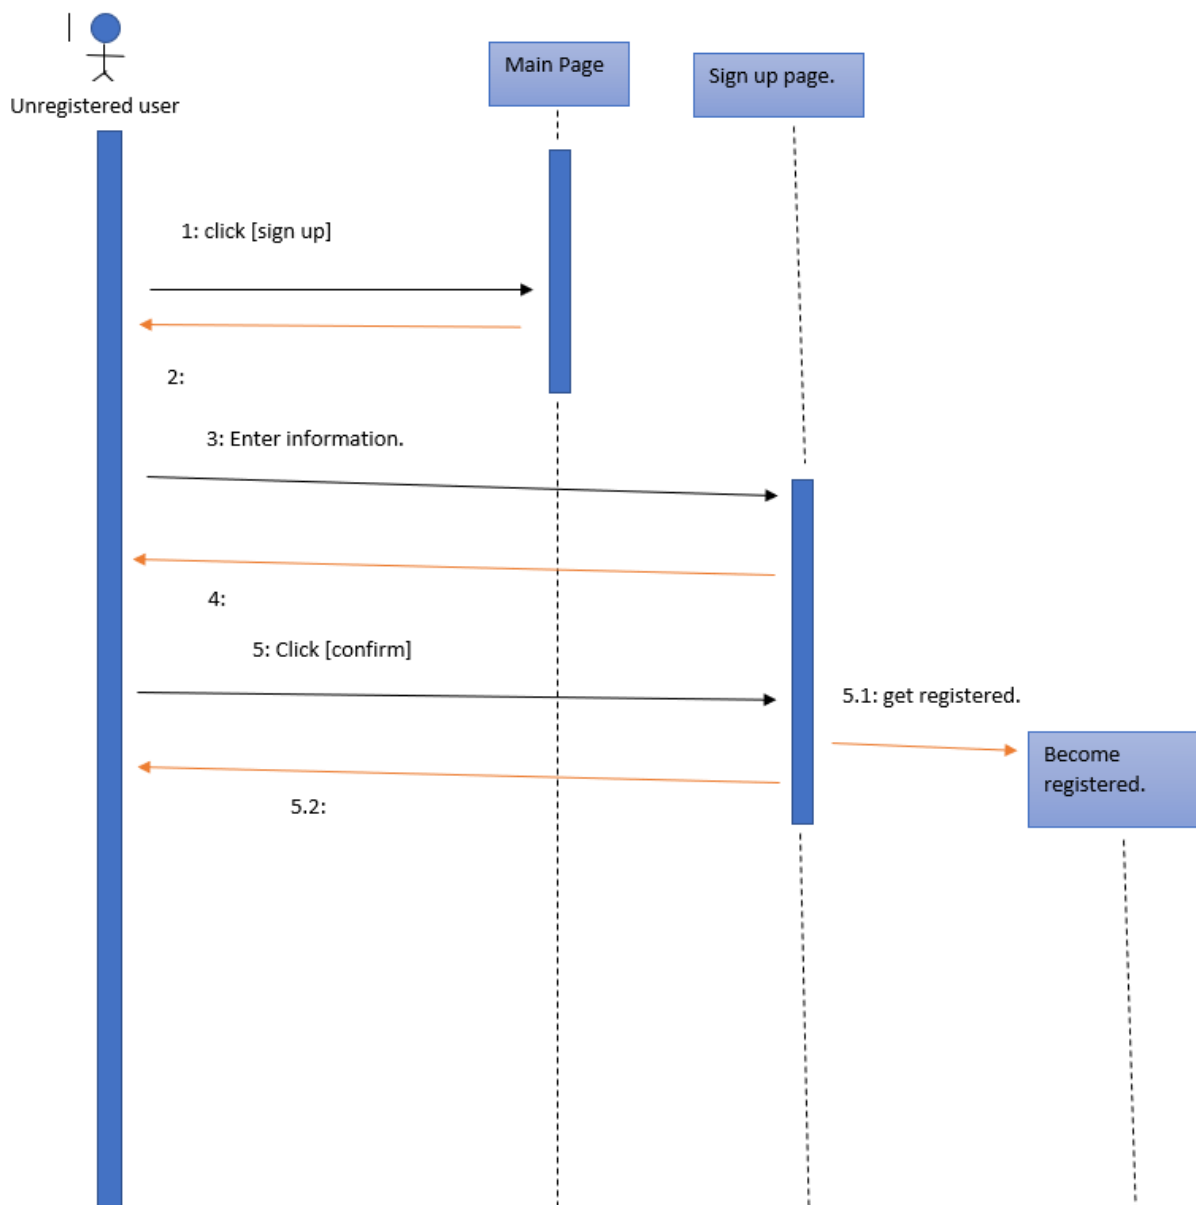 Unregistered user
Main Page
Sign up page.
1: click [sign up]
2:
3: Enter information.
4:
5: Click [confirm]
5.1: get registered.
Become
registered.
5.2: